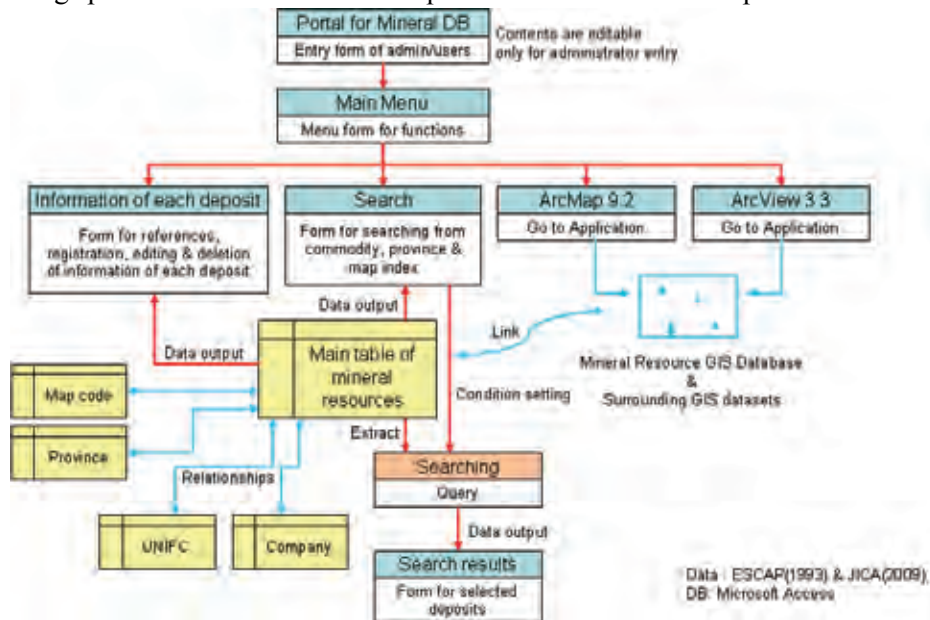 Portal for Mineral DB
Entry form of admin/users
Contents are editable
only for administrator entry
Main Menu
Menu form for functions
Information of each deposit
Form for references,
registration, editing & deletion
of information of each deposit
Search
Form for searching from
commodity, province &
map index
ArcMap 9.2
Go to Application
ArcView 3.3
Go to Application
Data output
Data output
Link
Main table of
mineral
resources
Mineral Resource GIS Database
&
Surrounding GIS datasets
Map code
Condition setting
Extract
Province
Relationships
Searching
Query
UNIFC
Company
Data output
Search results
Form for selected
deposits
Data : ESCAP(1993) & JICA(2009),
DB: Microsoft Access